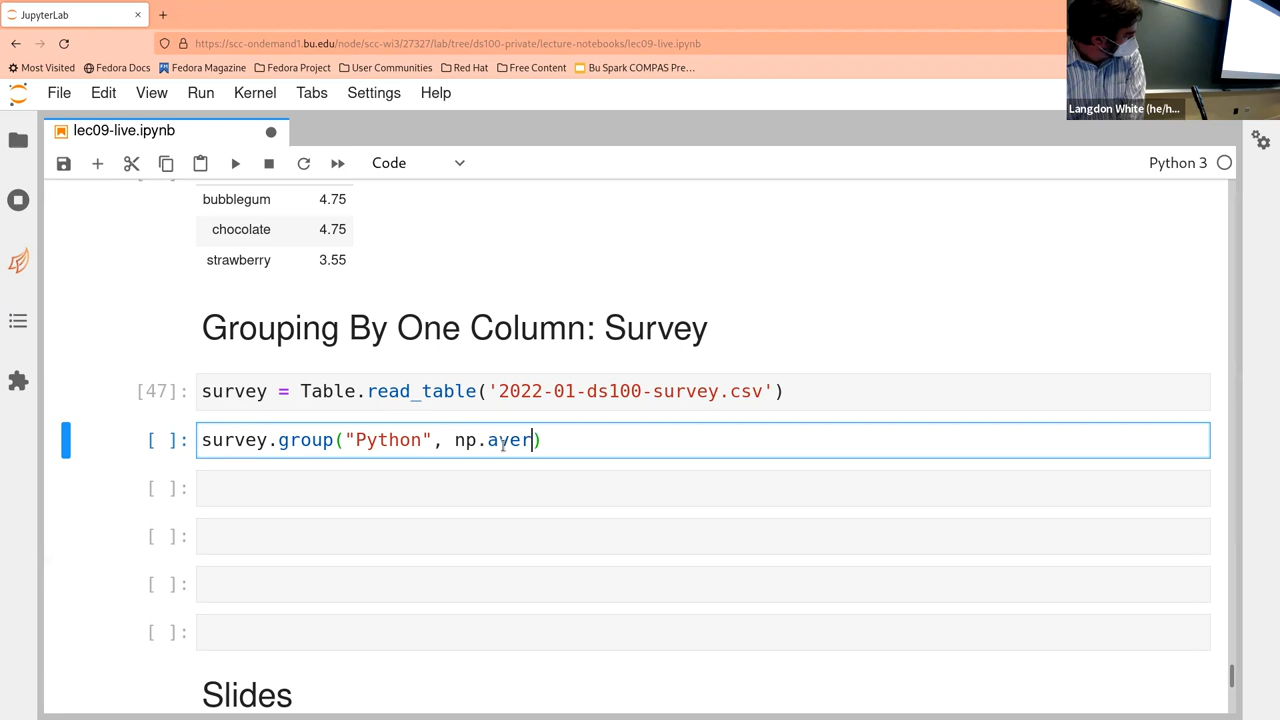 JupyterLab
https://scc-ondemand1.bu.edu/node/scc-wi3/27327/lab/tree/ds100-private/lecture-notebooks/lec09-live.ipynb
Most Visited Fedora Docs Fedora Magazine Fedora Project User Communities Red Hat Free Content Bu Spark COMPAS Pre...
File Edit View Run Kernel Tabs Settings Help
Langdon White (he/h...
lec09-live.ipynb
Code Python 3
bubblegum 4.75
chocolate 4.75
strawberry 3.55
Grouping By One Column: Survey
[47]: survey = Table.read_table('2022-01-ds100-survey.csv')
[ ]: survey.group("Python", np.aver)
[ ]:
[ ]:
[ ]:
[ ]:
Slides